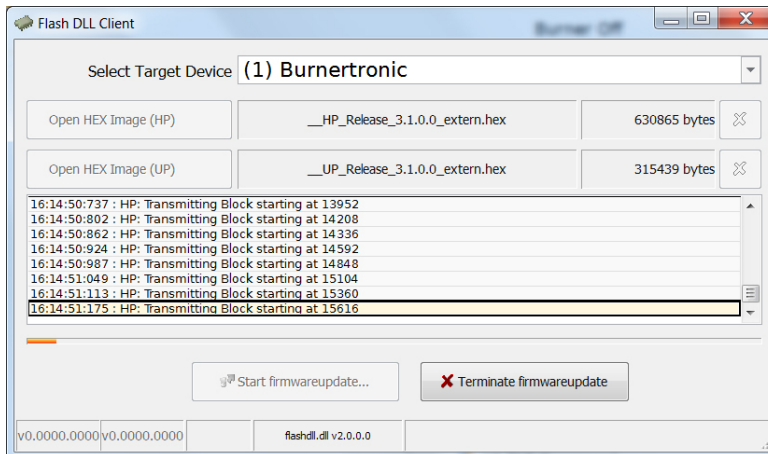 Flash DLL Client
Burner Off
Select Target Device (1) Burnertronic
Open HEX Image (HP) __HP_Release_3.1.0.0_extern.hex 630865 bytes
Open HEX Image (UP) __UP_Release_3.1.0.0_extern.hex 315439 bytes
16:14:50:737 : HP: Transmitting Block starting at 13952
16:14:50:802 : HP: Transmitting Block starting at 14208
16:14:50:862 : HP: Transmitting Block starting at 14336
16:14:50:924 : HP: Transmitting Block starting at 14592
16:14:50:987 : HP: Transmitting Block starting at 14848
16:14:51:049 : HP: Transmitting Block starting at 15104
16:14:51:113 : HP: Transmitting Block starting at 15360
16:14:51:175 : HP: Transmitting Block starting at 15616
Start firmwareupdate... Terminate firmwareupdate
v0.0000.0000 v0.0000.0000 flashdll.dll v2.0.0.0